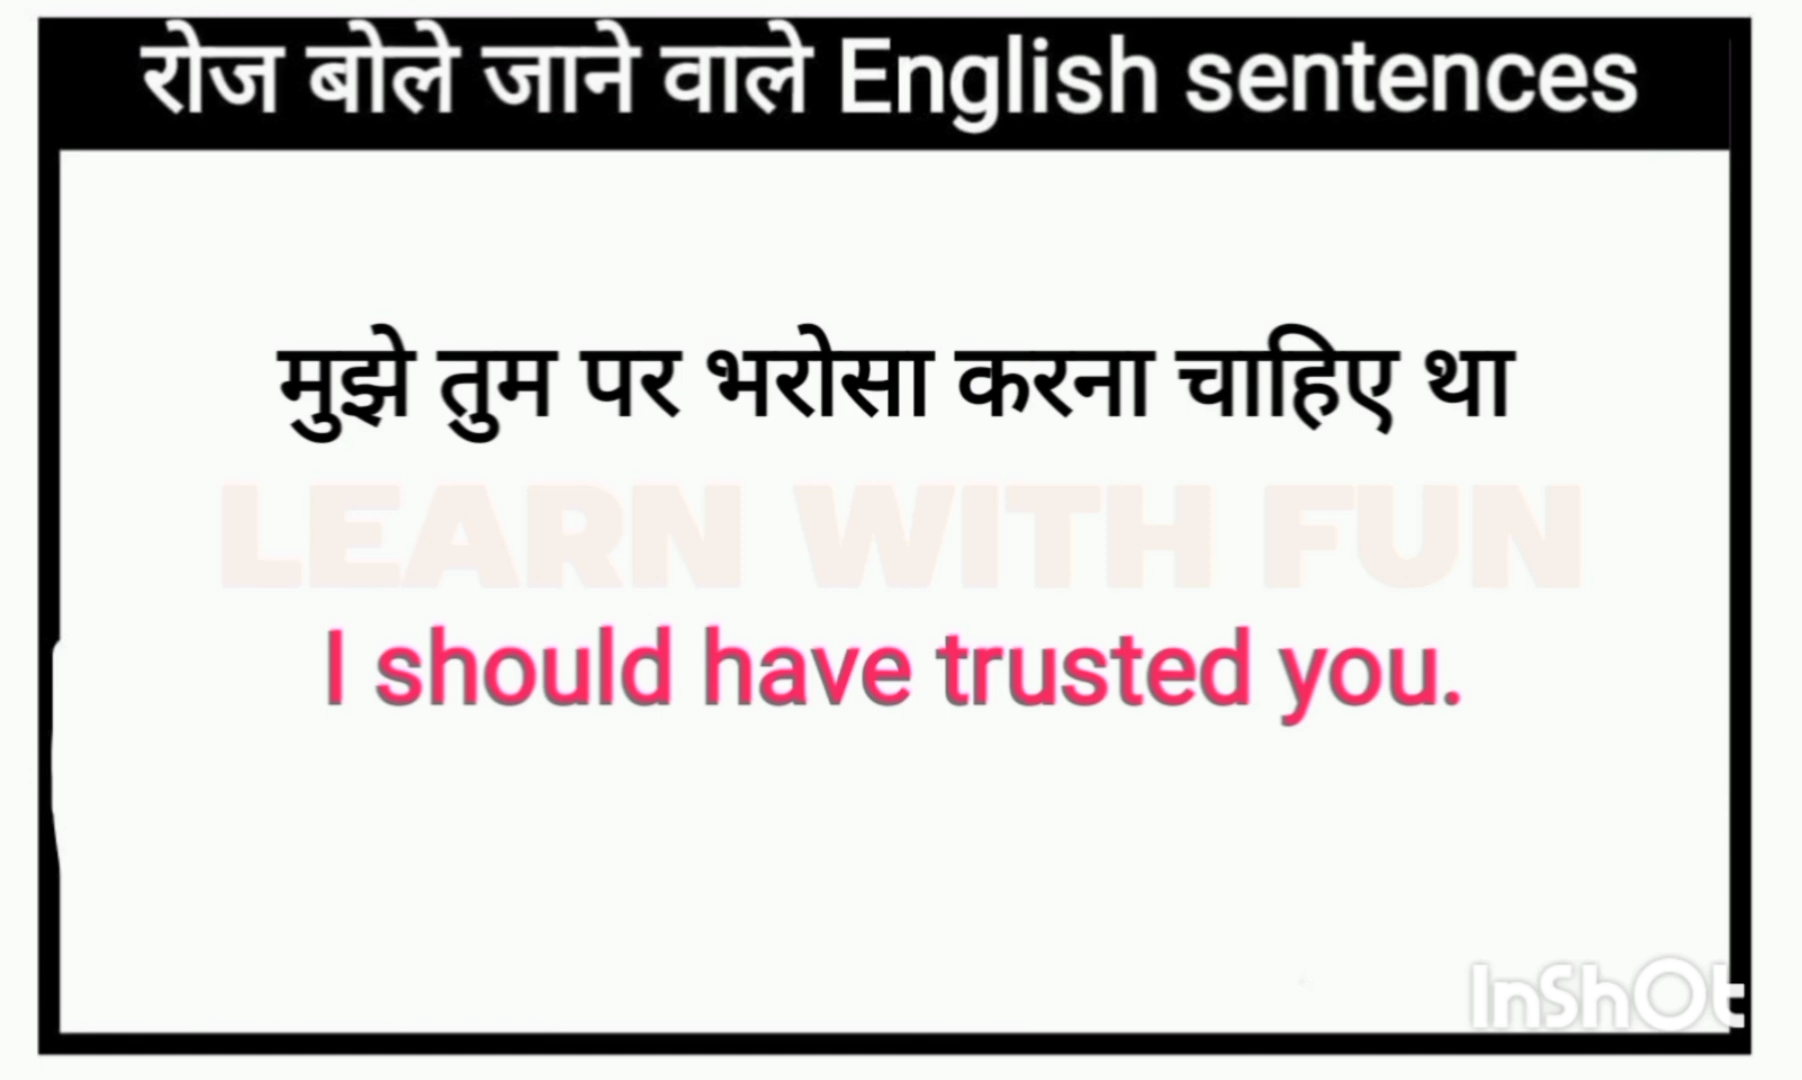 रोज बोले जाने वाले English sentences
मुझे तुम पर भरोसा करना चाहिए था
LEARN WITH FUN
I should have trusted you.
InShOt